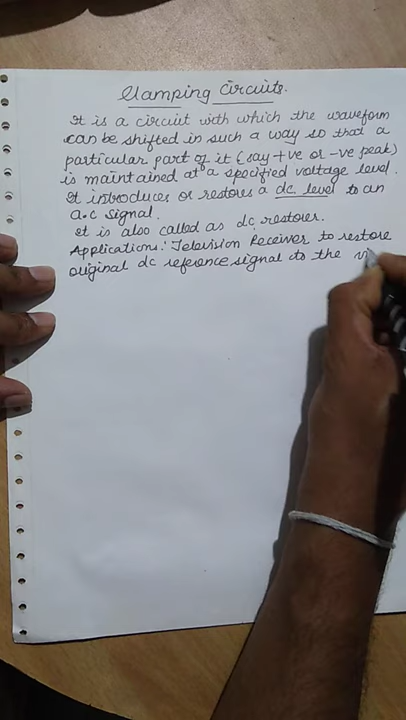 Clamping Circuits.
It is a circuit with which the waveform
can be shifted in such a way so that a
particular part of it (say +ve or -ve peak)
is maintained at a specified voltage level.
It introduces or restores a dc level to an
a.c signal.
It is also called as dc restorer.
Applications: Television Receiver to restore
original dc reference signal to the vi